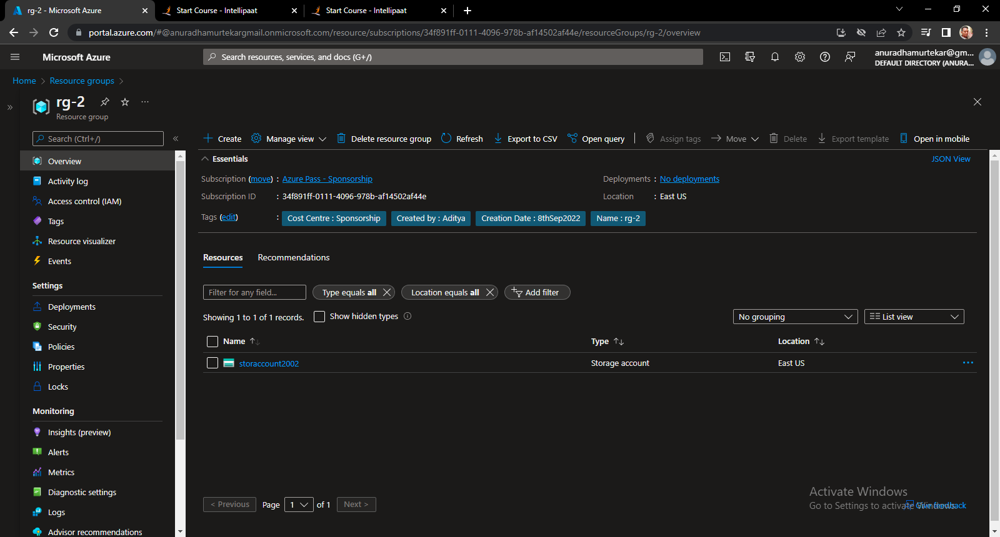 rg-2 - Microsoft Azure
Start Course - Intellipaat
Start Course - Intellipaat
portal.azure.com/#@anuradhamurtekargmail.onmicrosoft.com/resource/subscriptions/34f891ff-0111-4096-978b-af14502af44e/resourceGroups/rg-2/overview
Microsoft Azure
Search resources, services, and docs (G+/)
anuradhamurtekar@gm...
DEFAULT DIRECTORY (ANURA...
Home > Resource groups >
rg-2
Resource group
Search (Ctrl+/)
Overview
Activity log
Access control (IAM)
Tags
Resource visualizer
Events
Settings
Deployments
Security
Policies
Properties
Locks
Monitoring
Insights (preview)
Alerts
Metrics
Diagnostic settings
Logs
Advisor recommendations
Create Manage view Delete resource group Refresh Export to CSV Open query Assign tags Move Delete Export template Open in mobile
Essentials
JSON View
Subscription (move) : Azure Pass - Sponsorship
Deployments : No deployments
Subscription ID : 34f891ff-0111-4096-978b-af14502af44e
Location : East US
Tags (edit) : Cost Centre : Sponsorship Created by : Aditya Creation Date : 8thSep2022 Name : rg-2
Resources Recommendations
Filter for any field... Type equals all Location equals all Add filter
Showing 1 to 1 of 1 records. Show hidden types
No grouping List view
Name Type Location
storaccount2002 Storage account East US
< Previous Page 1 of 1 Next >
Activate Windows
Go to Settings to activate Windows.
Give feedback